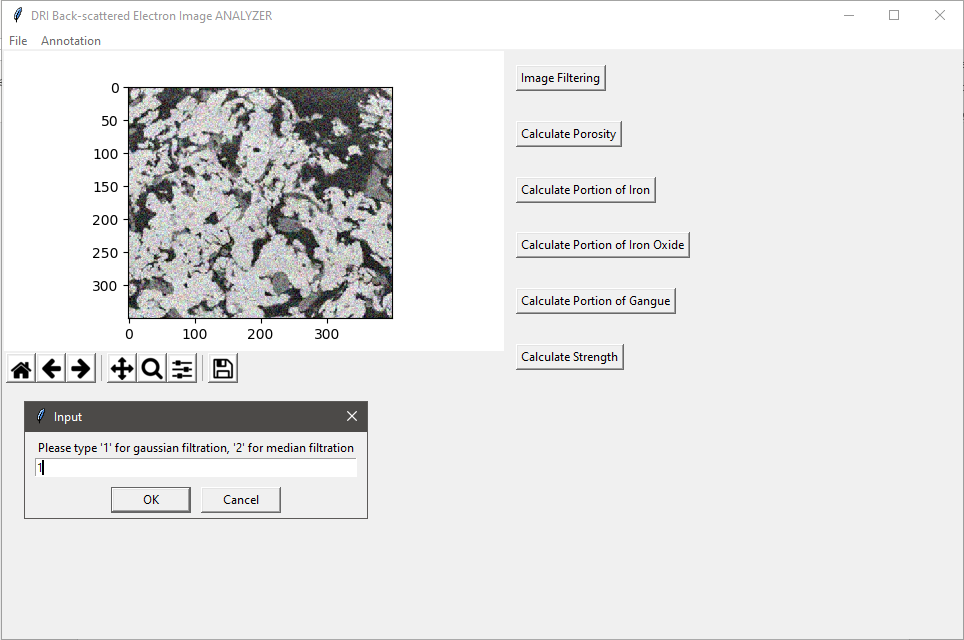 DRI Back-scattered Electron Image ANALYZER
File Annotation
0
50
100
150
200
250
300
0 100 200 300
Image Filtering
Calculate Porosity
Calculate Portion of Iron
Calculate Portion of Iron Oxide
Calculate Portion of Gangue
Calculate Strength
Input
Please type '1' for gaussian filtration, '2' for median filtration
1
OK Cancel